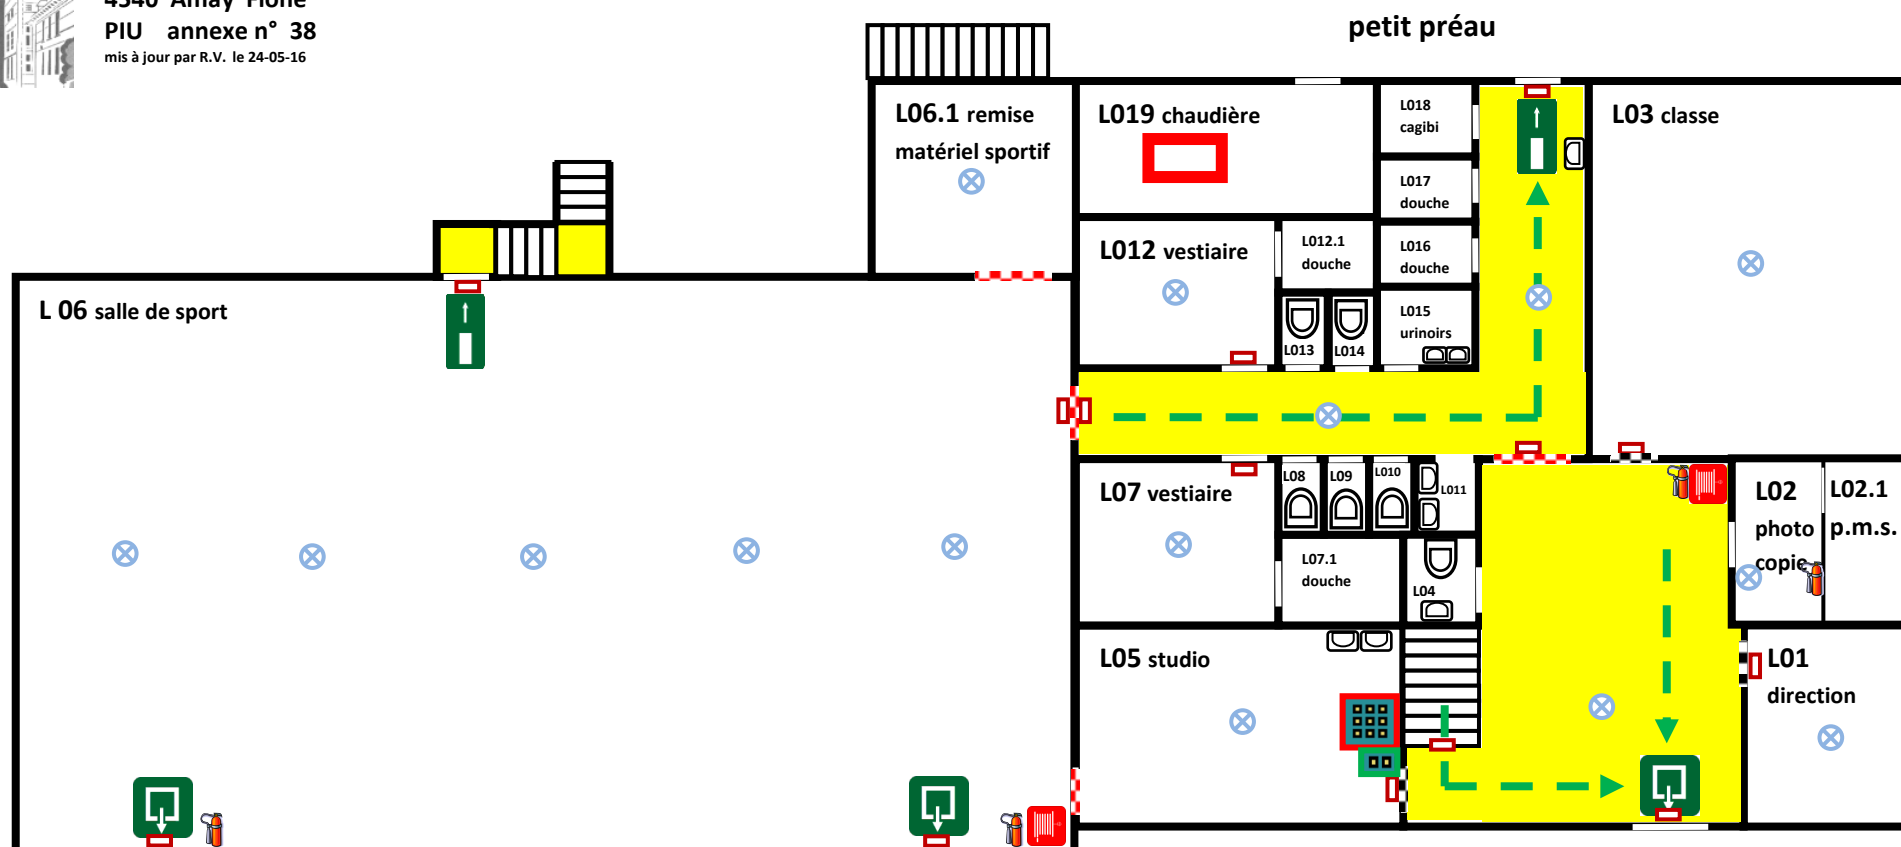 4540 Amay Flône
PIU annexe n° 38
mis à jour par R.V. le 24-05-16
petit préau
L06.1 remise
matériel sportif
L019 chaudière
L018
cagibi
L03 classe
L017
douche
L012 vestiaire
L012.1
douche
L016
douche
L 06 salle de sport
L015
urinoirs
L013
L014
L07 vestiaire
L08
L09
L010
L011
L02
photo
copie
L02.1
p.m.s.
L07.1
douche
L04
L05 studio
L01
direction